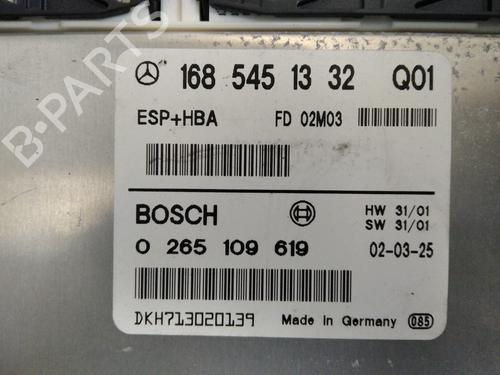 B-PARTS
168 545 13 32 Q01
ESP+HBA FD 02M03
BOSCH HW 31/01
SW 31/01
0 265 109 619 02-03-25
DKH713020139 Made in Germany 085